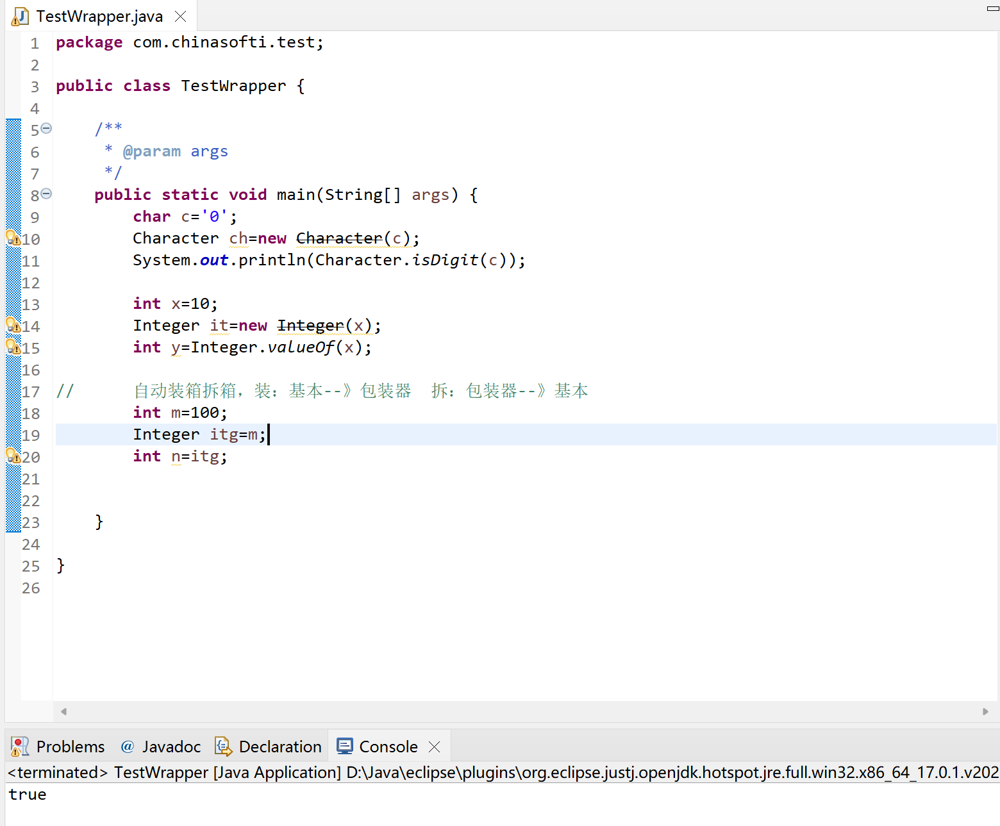 TestWrapper.java
1 package com.chinasofti.test;
2
3 public class TestWrapper {
4
5 /**
6 * @param args
7 */
8 public static void main(String[] args) {
9 char c='0';
10 Character ch=new Character(c);
11 System.out.println(Character.isDigit(c));
12
13 int x=10;
14 Integer it=new Integer(x);
15 int y=Integer.valueOf(x);
16
17 // 自动装箱拆箱，装：基本--》包装器 拆：包装器--》基本
18 int m=100;
19 Integer itg=m;
20 int n=itg;
21
22
23 }
24
25 }
26
Problems @ Javadoc Declaration Console
<terminated> TestWrapper [Java Application] D:\Java\eclipse\plugins\org.eclipse.justj.openjdk.hotspot.jre.full.win32.x86_64_17.0.1.v202
true